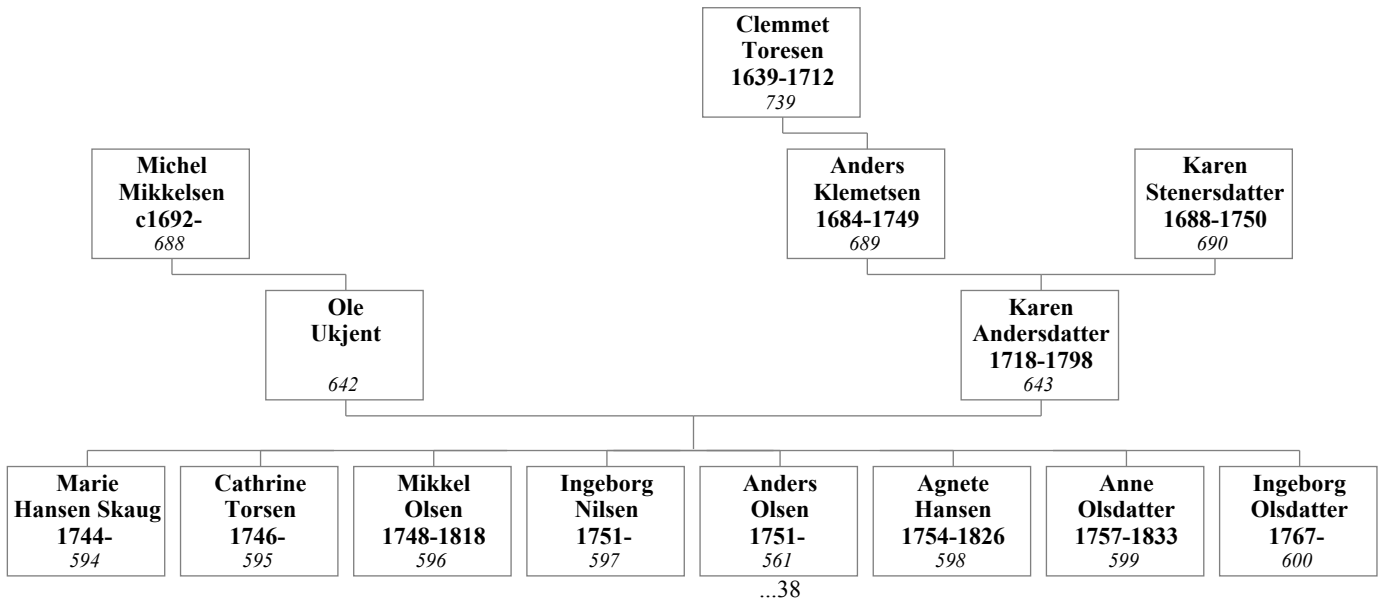 Clemmet
Toresen
1639-1712
739
Michel
Mikkelsen
c1692-
688
Anders
Klemetsen
1684-1749
689
Karen
Stenersdatter
1688-1750
690
Ole
Ukjent
642
Karen
Andersdatter
1718-1798
643
Marie
Hansen Skaug
1744-
594
Cathrine
Torsen
1746-
595
Mikkel
Olsen
1748-1818
596
Ingeborg
Nilsen
1751-
597
Anders
Olsen
1751-
561
...38
Agnete
Hansen
1754-1826
598
Anne
Olsdatter
1757-1833
599
Ingeborg
Olsdatter
1767-
600